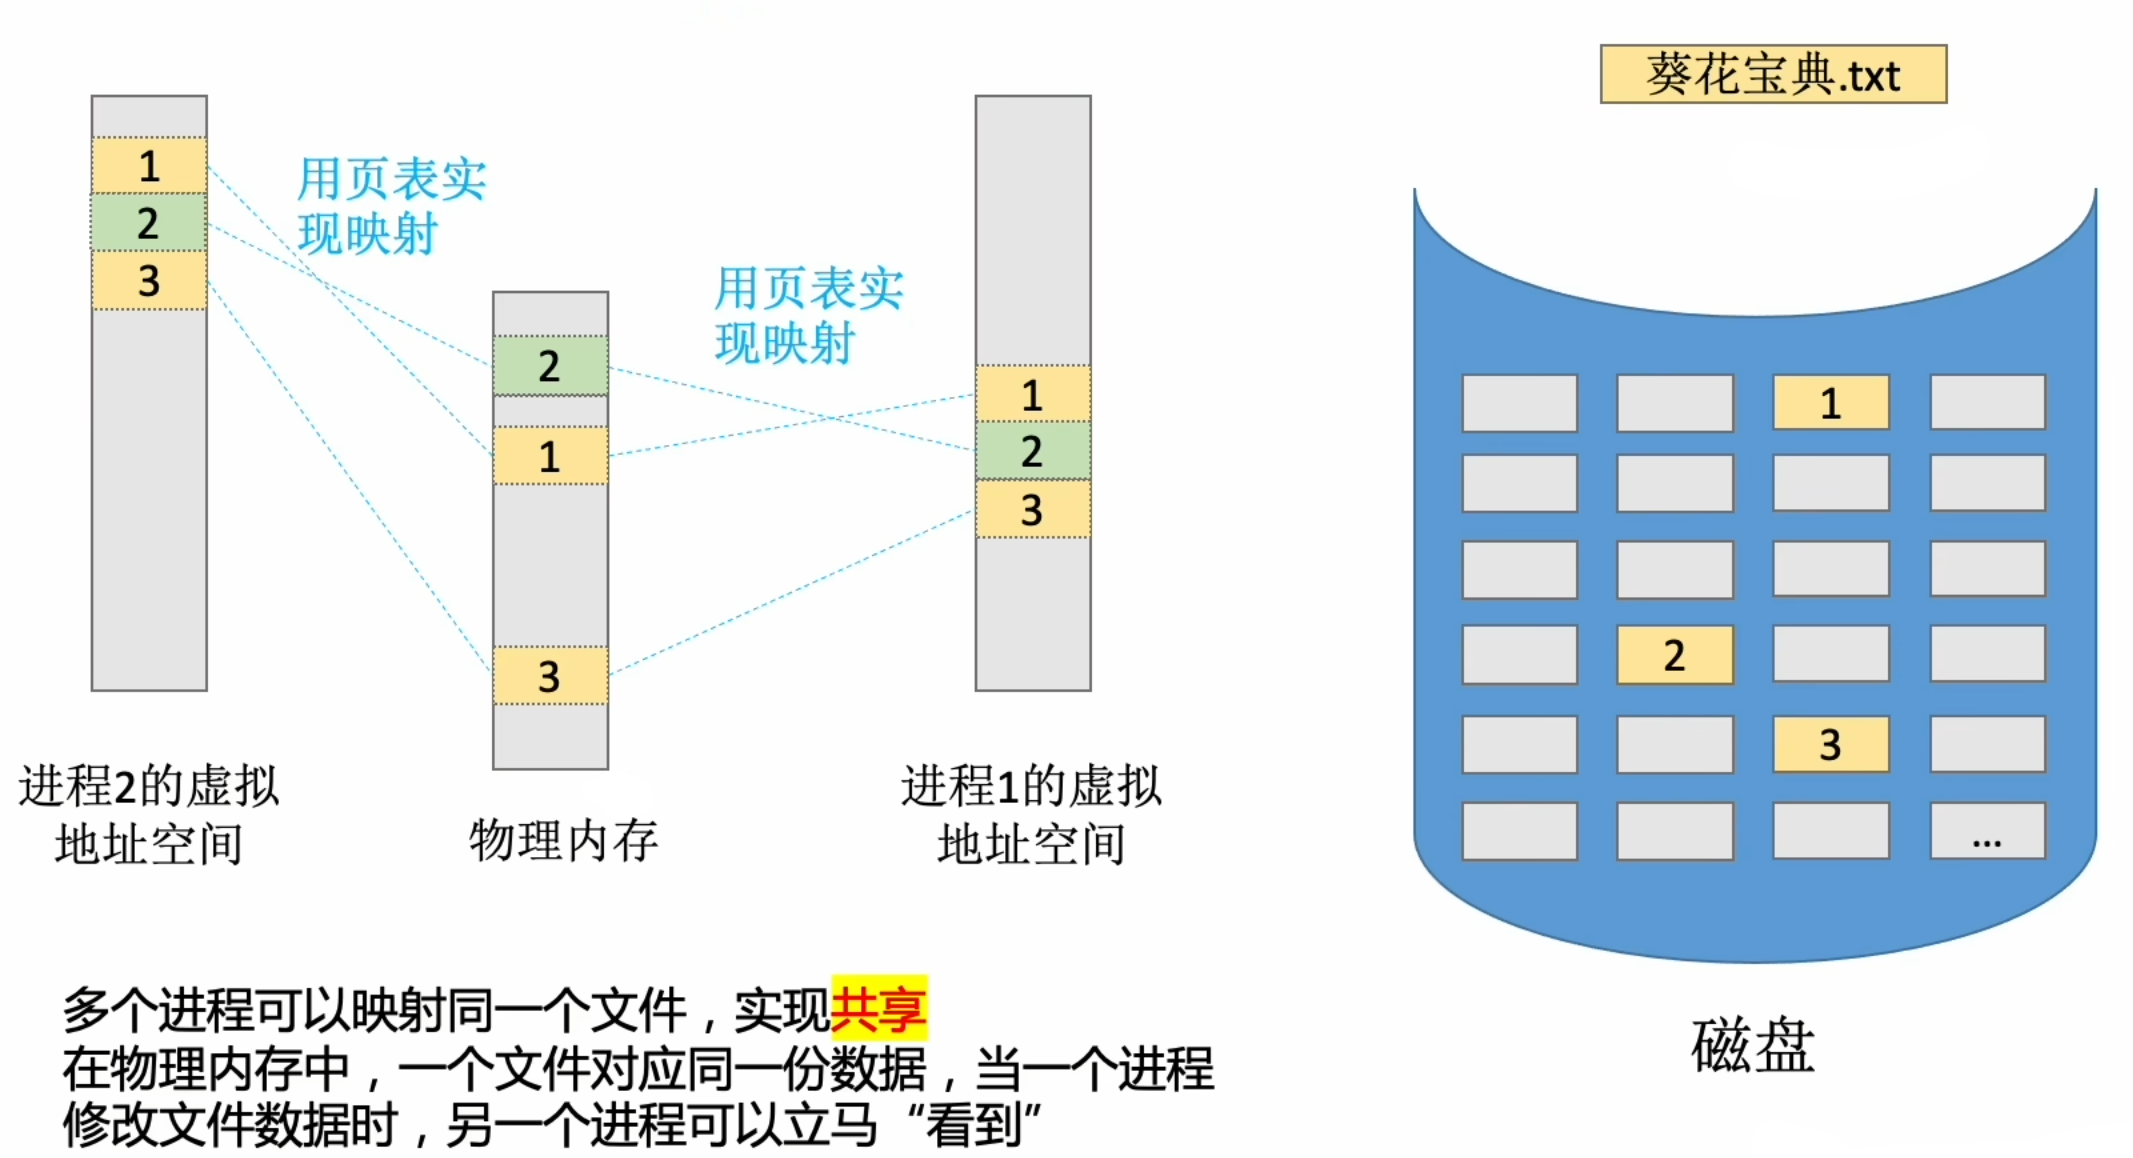 葵花宝典.txt
1
2
3
用页表实
现映射
2
1
3
用页表实
现映射
1
2
3
1
2
3
...
进程2的虚拟
地址空间
物理内存
进程1的虚拟
地址空间
磁盘
多个进程可以映射同一个文件，实现共享
在物理内存中，一个文件对应同一份数据，当一个进程
修改文件数据时，另一个进程可以立马“看到”